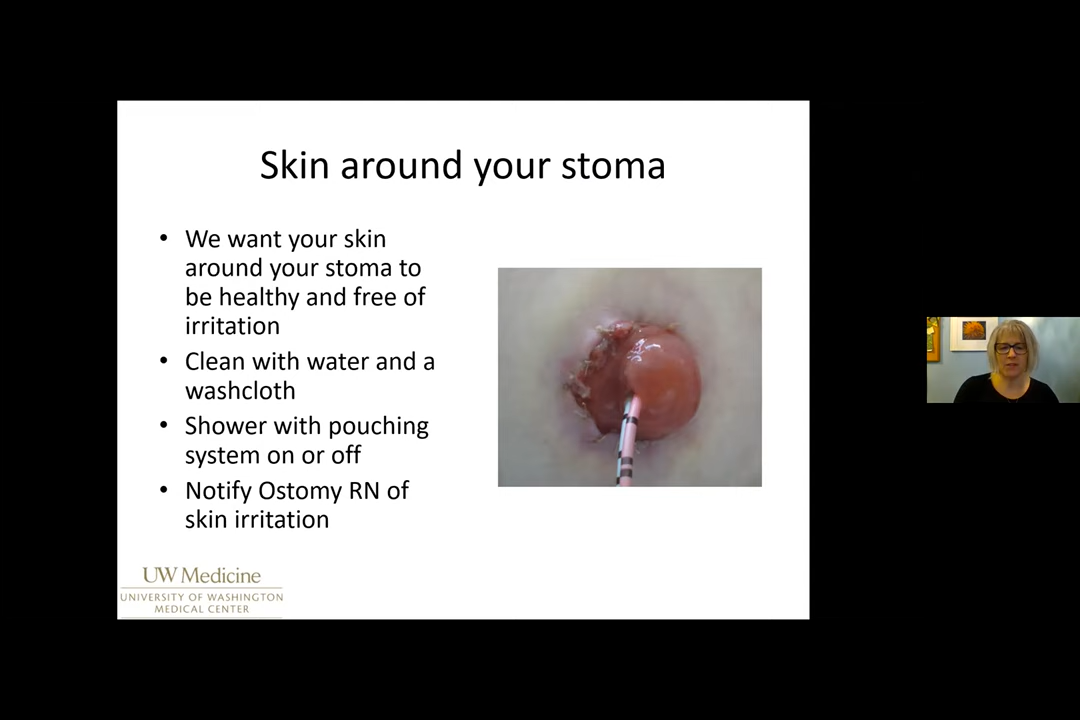 Skin around your stoma
• We want your skin
around your stoma to
be healthy and free of
irritation
• Clean with water and a
washcloth
• Shower with pouching
system on or off
• Notify Ostomy RN of
skin irritation
UW Medicine
UNIVERSITY OF WASHINGTON
MEDICAL CENTER